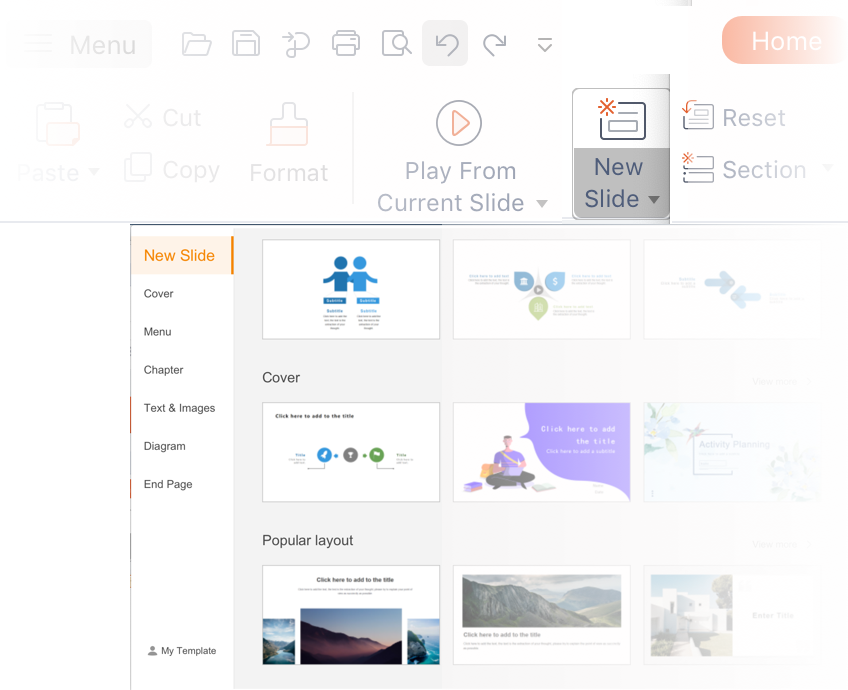 Menu
Home
Paste
Cut
Copy
Format
Play From
Current Slide
New
Slide
Reset
Section
New Slide
Cover
Menu
Chapter
Text & Images
Diagram
End Page
My Template
Subtitle Subtitle
Subtitle Subtitle
Cover
Click here to add to the title
Title
Title
Click here to add
the title
Click here to add a subtitle
Activity Planning
Popular layout
Click here to add to the title
Click here to add to the title
Enter Title